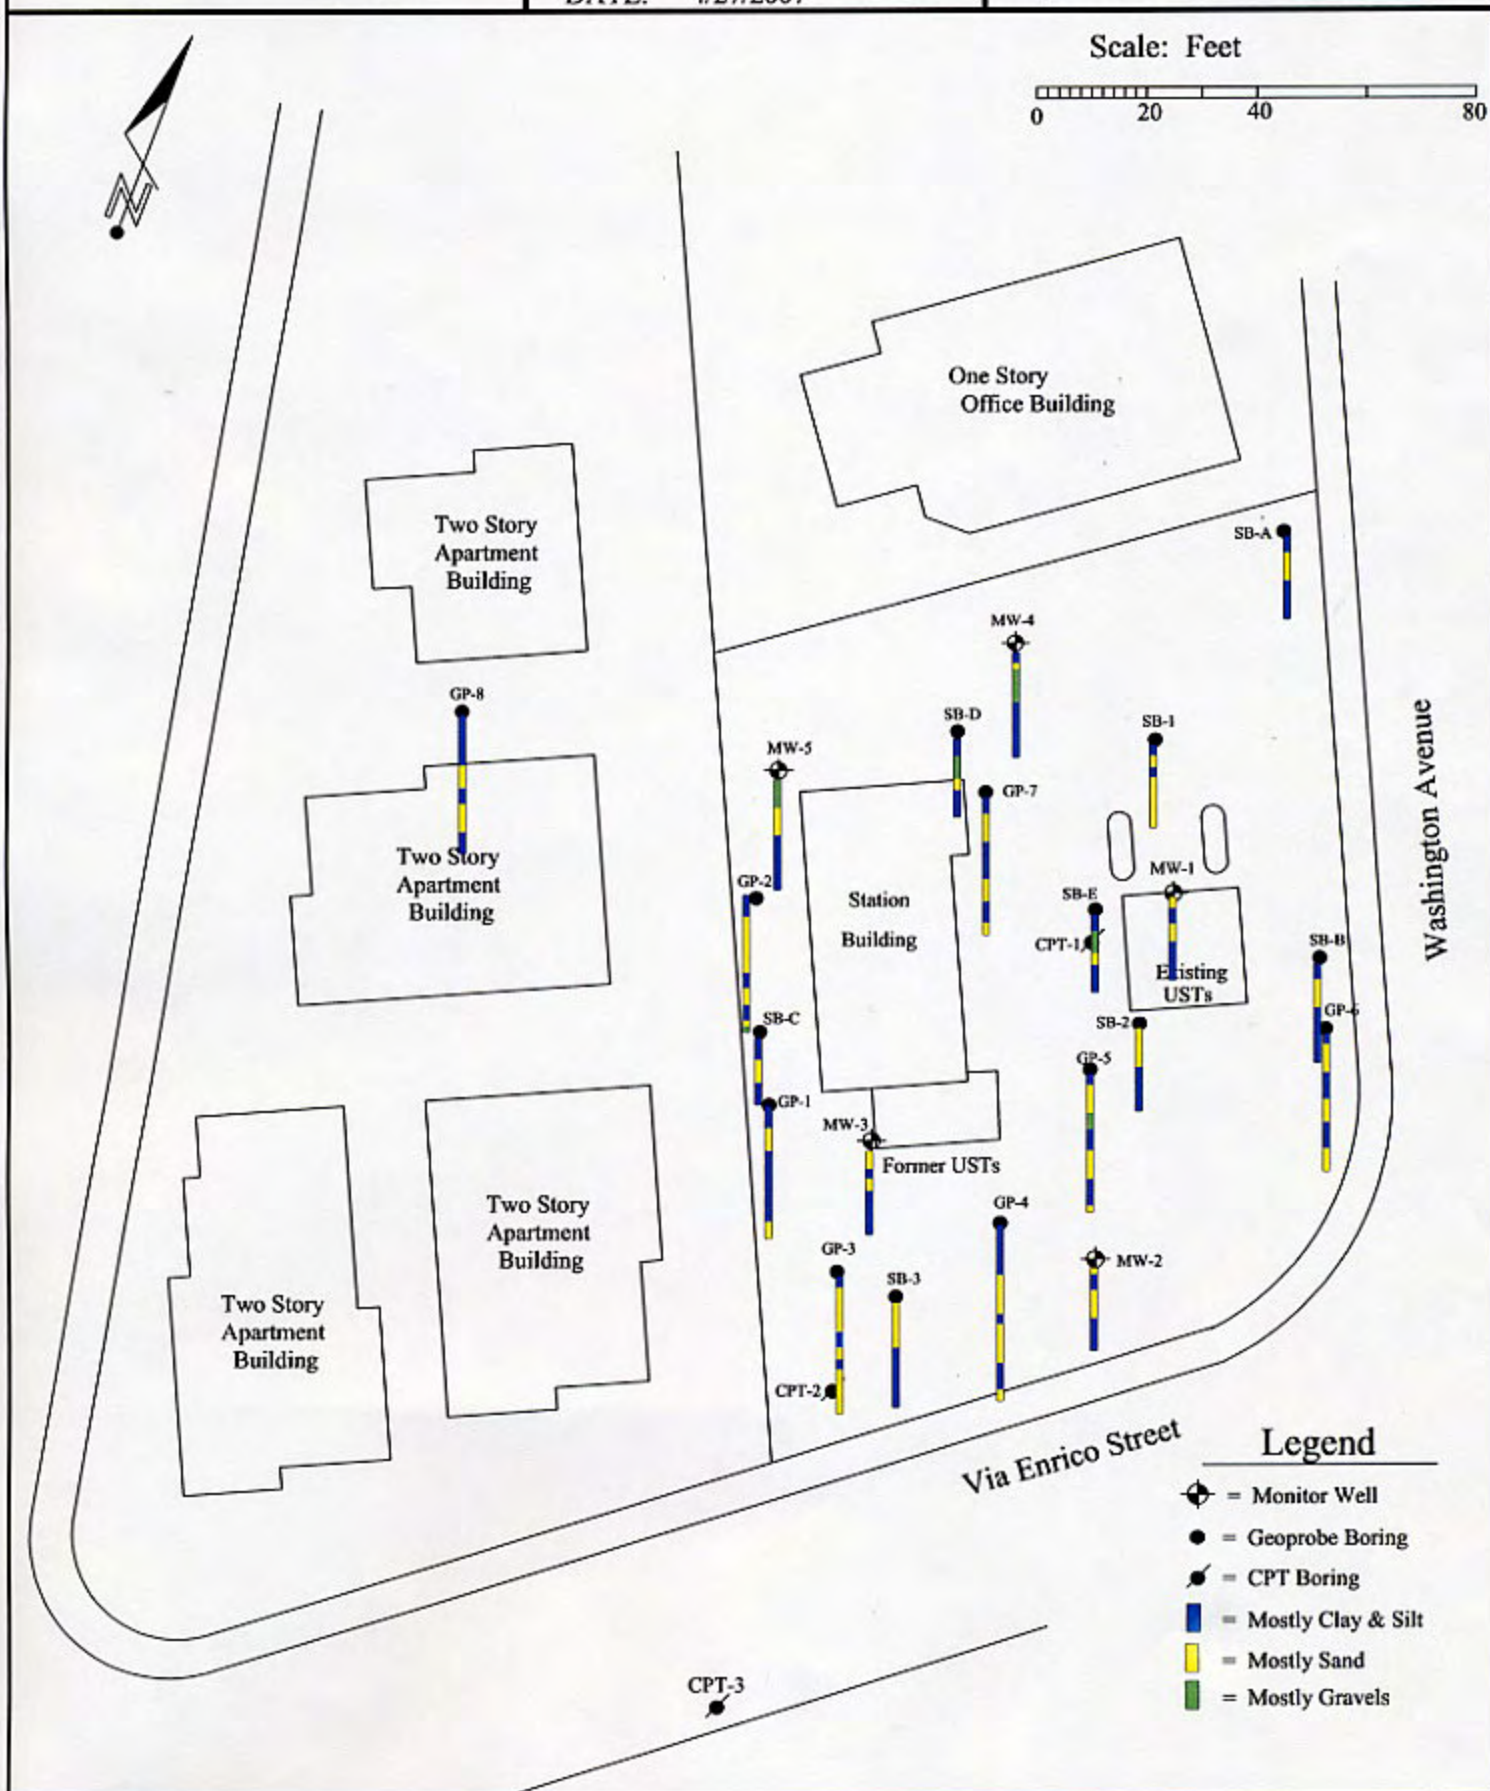 Scale: Feet
0 20 40 80
N
One Story
Office Building
SB-A
Two Story
Apartment
Building
MW-4
GP-8
SB-D
SB-1
MW-5
GP-7
Two Story
Apartment
Building
GP-2
Station
Building
MW-1
SB-E
CPT-1
Existing
USTs
SB-B
GP-6
Washington Avenue
SB-C
SB-2
GP-5
GP-1
MW-3
Former USTs
Two Story
Apartment
Building
GP-4
GP-3
SB-3
MW-2
Two Story
Apartment
Building
CPT-2
Via Enrico Street
Legend
= Monitor Well
= Geoprobe Boring
= CPT Boring
= Mostly Clay & Silt
= Mostly Sand
= Mostly Gravels
CPT-3